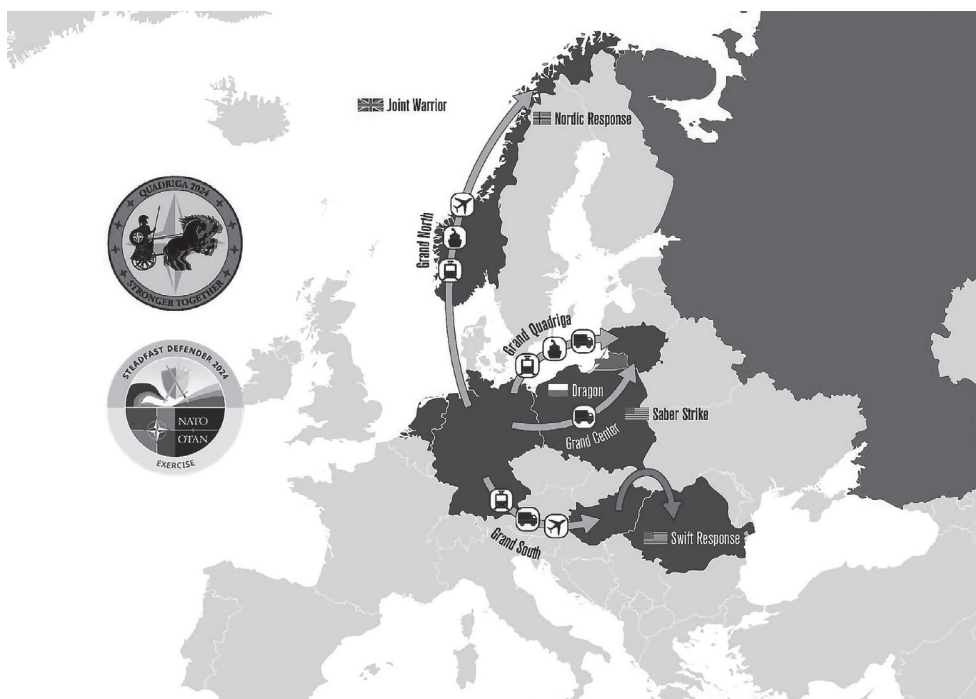 Joint Warrior
Nordic Response
QUADRIGA 2024
STRONGER TOGETHER
Grand North
Grand Quadriga
Dragon
STEADFAST DEFENDER 2024
NATO
OTAN
EXERCISE
Saber Strike
Grand Center
Grand South
Swift Response